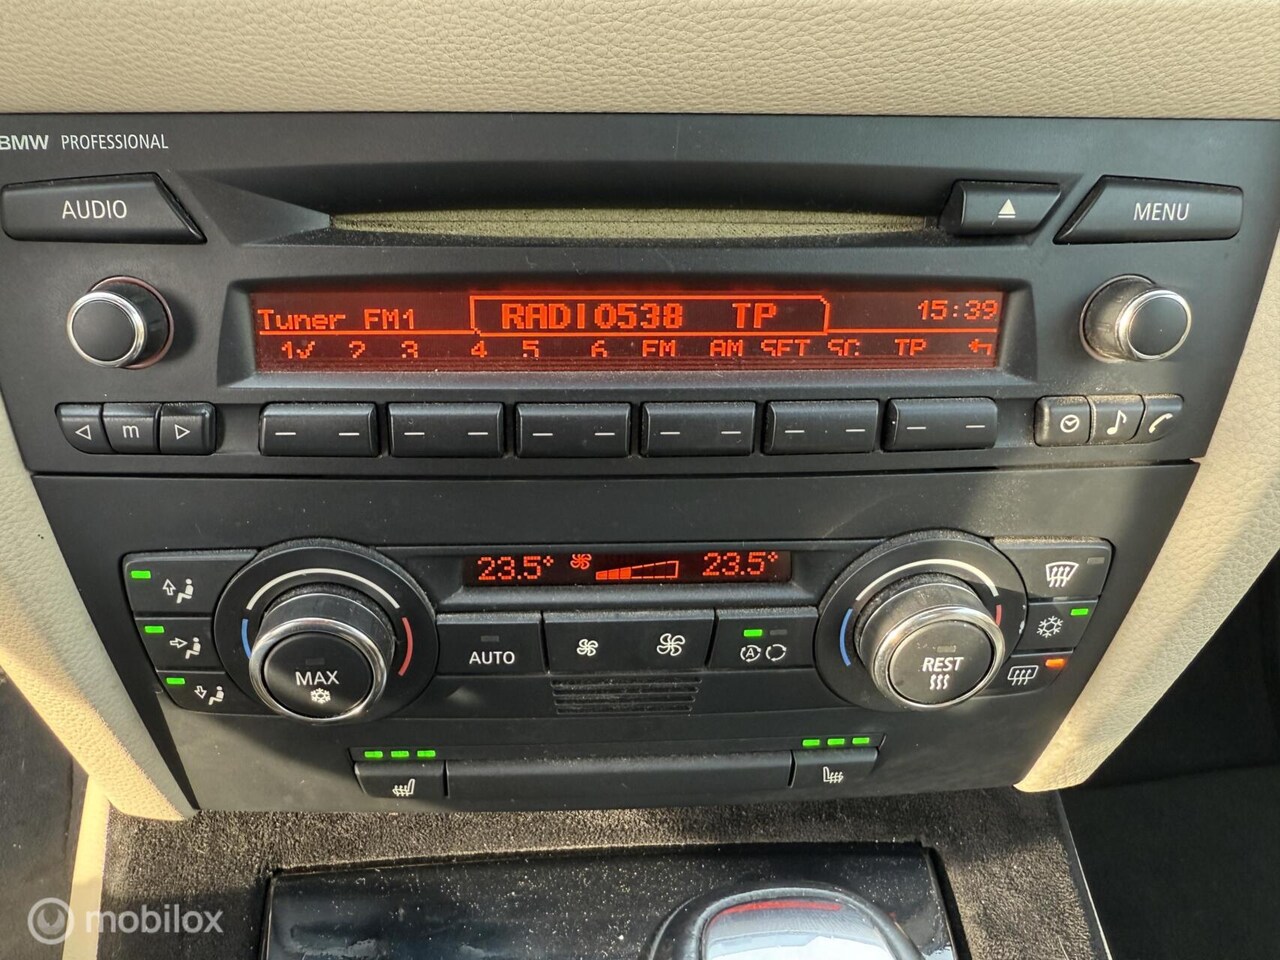 BMW PROFESSIONAL
AUDIO
MENU
Tuner FM1 RADIO538 TP 15:39
1✓ 2 3 4 5 6 FM AM SET SC TP
m
23.5° 23.5°
AUTO
A
MAX
REST
mobilox